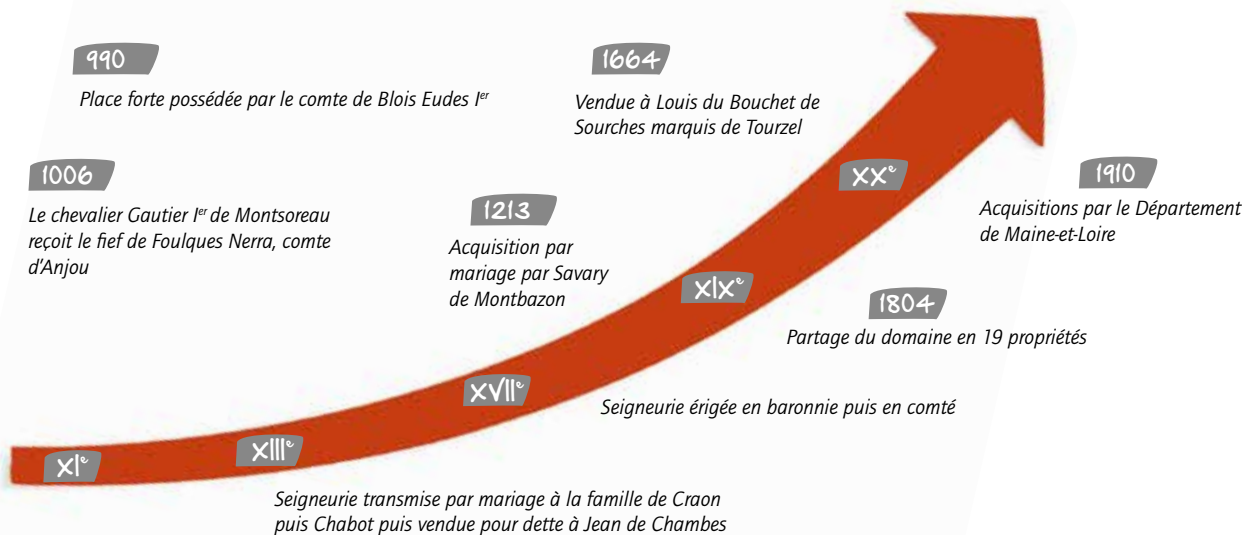 990
Place forte possédée par le comte de Blois Eudes Ier
1006
Le chevalier Gautier Ier de Montsoreau
reçoit le fief de Foulques Nerra, comte
d'Anjou
1213
Acquisition par
mariage par Savary
de Montbazon
1664
Vendue à Louis du Bouchet de
Sourches marquis de Tourzel
XXe
1910
Acquisitions par le Département
de Maine-et-Loire
XIXe
1804
Partage du domaine en 19 propriétés
XVIIe
Seigneurie érigée en baronnie puis en comté
XIe
XIIIe
Seigneurie transmise par mariage à la famille de Craon
puis Chabot puis vendue pour dette à Jean de Chambes